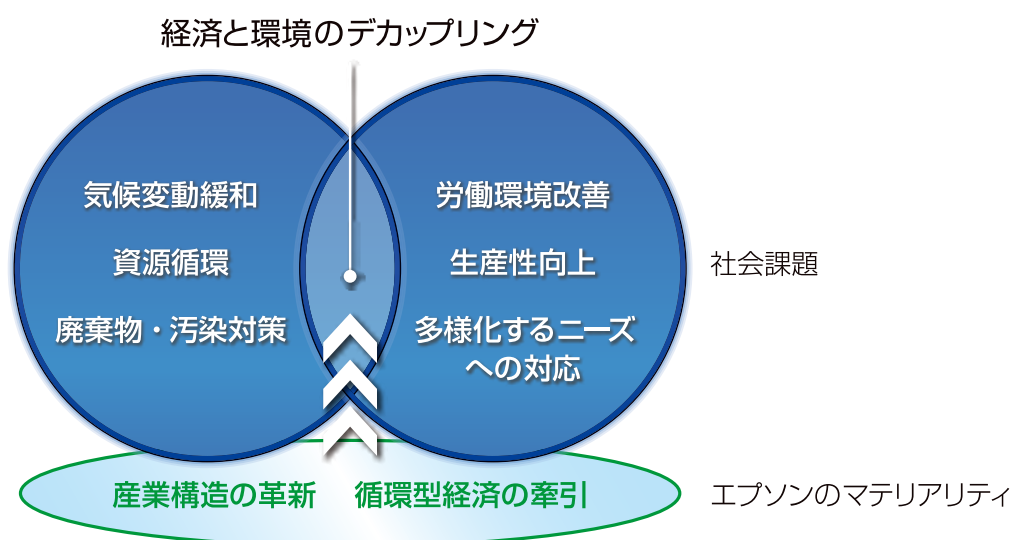 経済と環境のデカップリング
気候変動緩和
資源循環
廃棄物・汚染対策
労働環境改善
生産性向上
多様化するニーズ
への対応
社会課題
産業構造の革新
循環型経済の牽引
エプソンのマテリアリティ